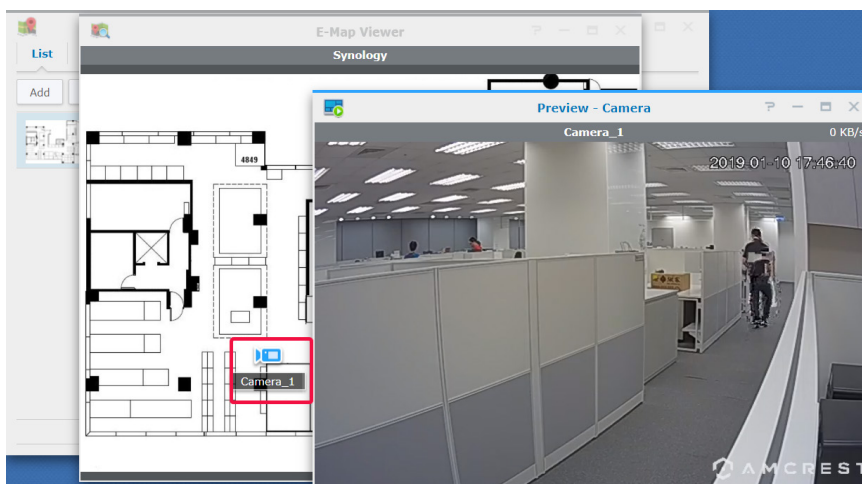 E-Map Viewer
Synology
List
Add
4849
Camera_1
Preview - Camera
Camera_1
0 KB/s
2019-01-10 17:46:40
AMCREST